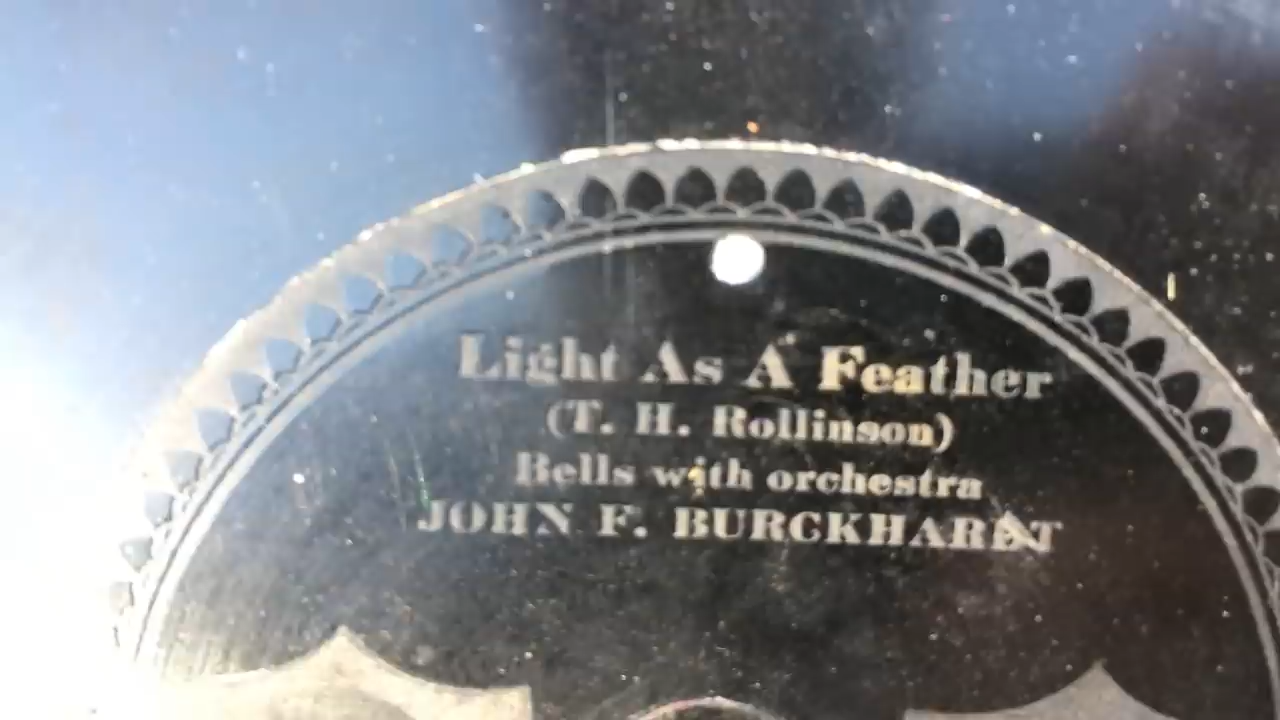 Light As A Feather
(T. H. Rollinson)
Bells with orchestra
JOHN F. BURCKHARDT